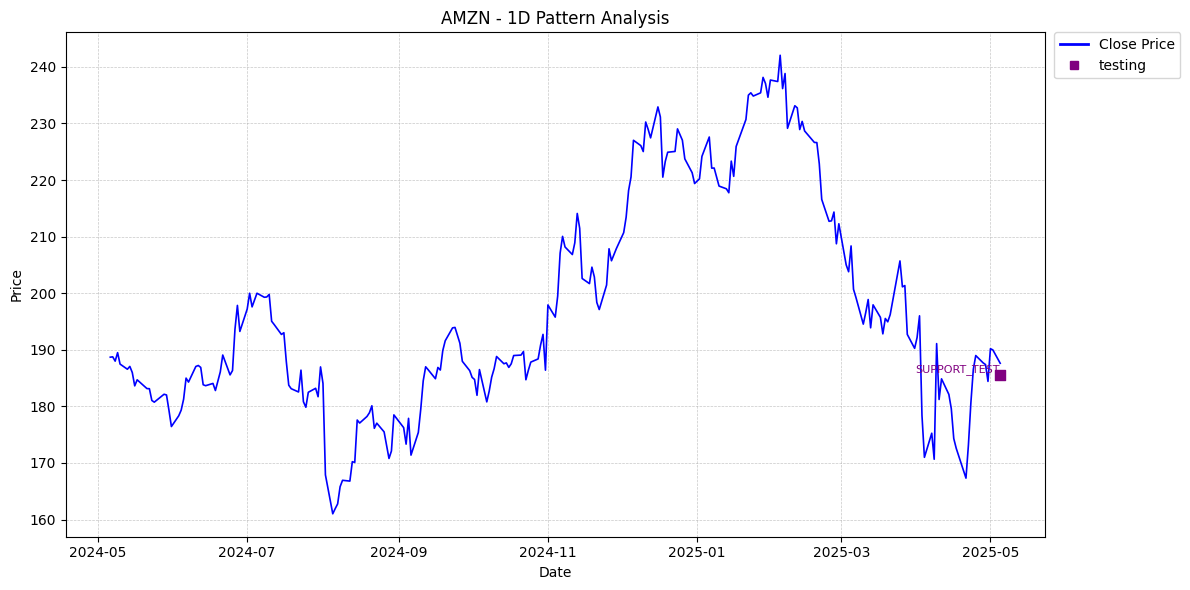 AMZN - 1D Pattern Analysis
Close Price
testing
Price
240
230
220
210
200
190
180
170
160
SUPPORT_TEST
2024-05
2024-07
2024-09
2024-11
2025-01
2025-03
2025-05
Date